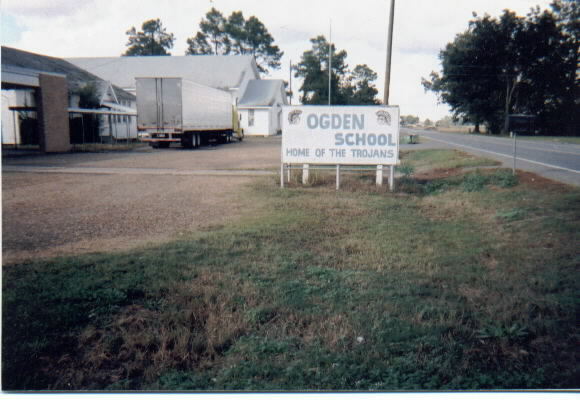 OGDEN
SCHOOL
HOME OF THE TROJANS